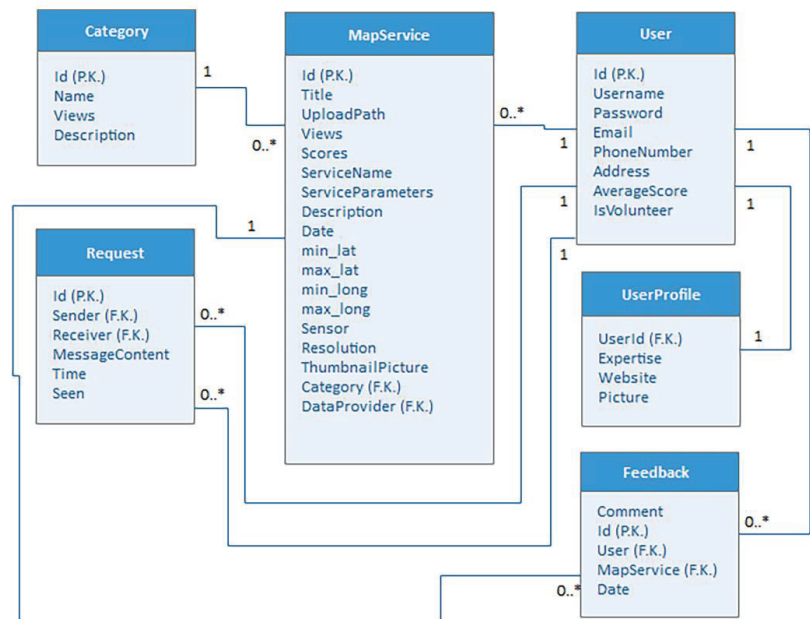 Category
Id (P.K.)
Name
Views
Description
1
0..*
MapService
Id (P.K.)
Title
UploadPath
Views
Scores
ServiceName
ServiceParameters
Description
Date
min_lat
max_lat
min_long
max_long
Sensor
Resolution
ThumbnailPicture
Category (F.K.)
DataProvider (F.K.)
1
0..*
User
Id (P.K.)
Username
Password
Email
PhoneNumber
Address
AverageScore
IsVolunteer
1
1
1
1
1
Request
Id (P.K.)
Sender (F.K.)
Receiver (F.K.)
MessageContent
Time
Seen
0..*
0..*
UserProfile
UserId (F.K.)
Expertise
Website
Picture
1
Feedback
Comment
Id (P.K.)
User (F.K.)
MapService (F.K.)
Date
0..*
0..*